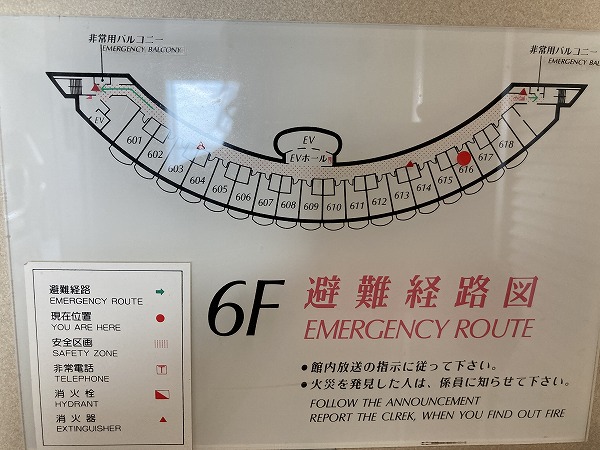 非常用バルコニー
EMERGENCY BALCONY
非常用バルコニー
EMERGENCY BAL
EV
601
602
603
604
605
606
607
608
609
610
611
612
613
614
615
616
617
618
EV
EVホール
6F 避難経路図
EMERGENCY ROUTE
●館内放送の指示に従って下さい。
●火災を発見した人は、係員に知らせて下さい。
FOLLOW THE ANNOUNCEMENT
REPORT THE CLREK, WHEN YOU FIND OUT FIRE
避難経路
EMERGENCY ROUTE
現在位置
YOU ARE HERE
安全区画
SAFETY ZONE
非常電話
TELEPHONE
消火栓
HYDRANT
消火器
EXTINGUISHER